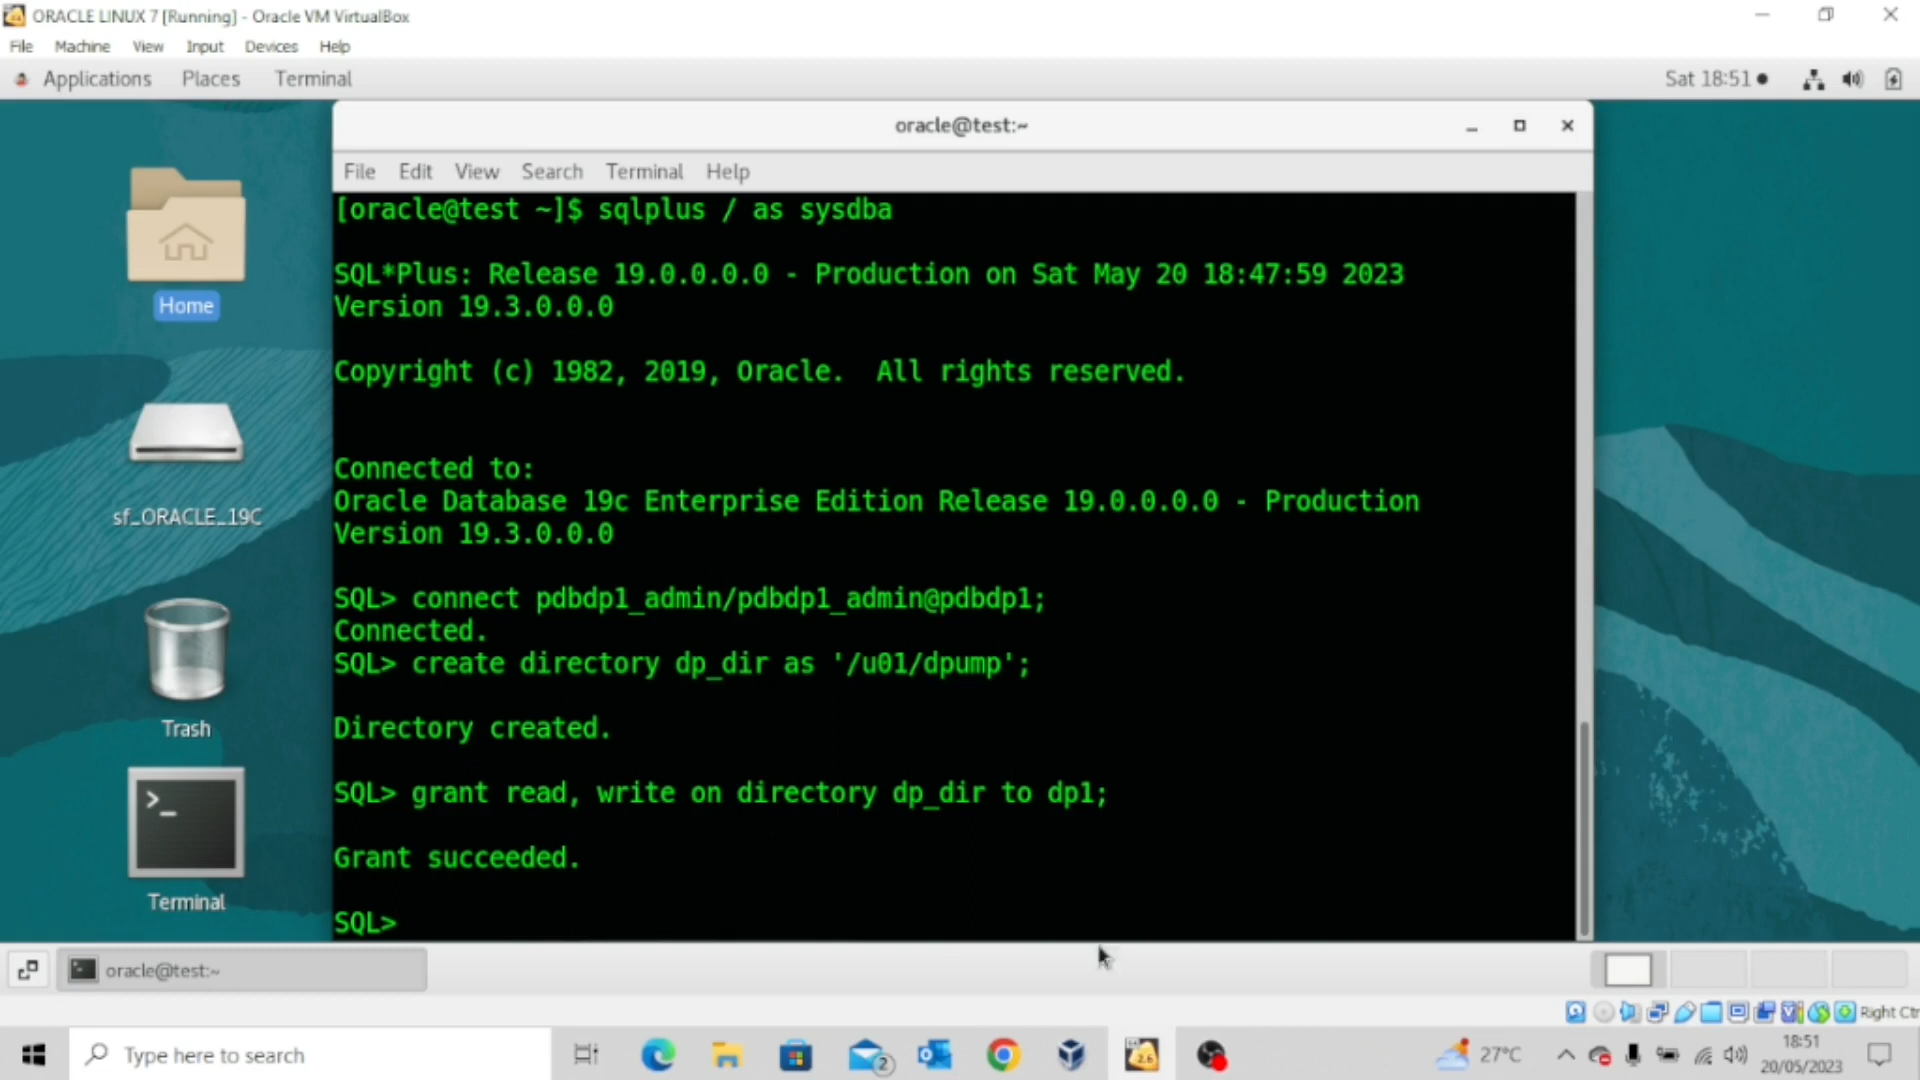 ORACLE LINUX 7 [Running] - Oracle VM VirtualBox
File Machine View Input Devices Help
Applications Places Terminal Sat 18:51
oracle@test:~
File Edit View Search Terminal Help
[oracle@test ~]$ sqlplus / as sysdba
SQL*Plus: Release 19.0.0.0.0 - Production on Sat May 20 18:47:59 2023
Version 19.3.0.0.0
Copyright (c) 1982, 2019, Oracle.  All rights reserved.
Connected to:
Oracle Database 19c Enterprise Edition Release 19.0.0.0.0 - Production
Version 19.3.0.0.0
SQL> connect pdbdp1_admin/pdbdp1_admin@pdbdp1;
Connected.
SQL> create directory dp_dir as '/u01/dpump';
Directory created.
SQL> grant read, write on directory dp_dir to dp1;
Grant succeeded.
SQL>
Home
sf_ORACLE_19C
Trash
>_
Terminal
oracle@test:~
Right Ctr
Type here to search
2
2.6
27°C
18:51
20/05/2023